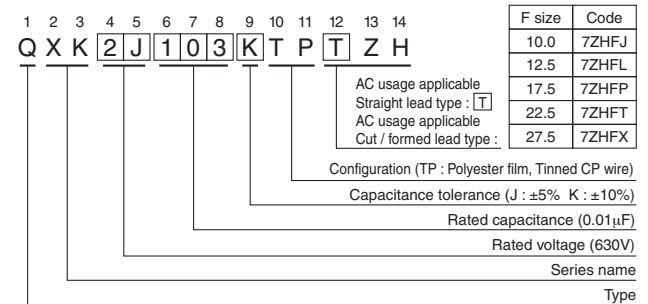 1 2 3 4 5 6 7 8 9 10 11 12 13 14
Q X K 2 J 1 0 3 K T P T Z H
F size Code
10.0 7ZHFJ
12.5 7ZHFL
17.5 7ZHFP
22.5 7ZHFT
27.5 7ZHFX
AC usage applicable
Straight lead type : T
AC usage applicable
Cut / formed lead type :
Configuration (TP : Polyester film, Tinned CP wire)
Capacitance tolerance (J : ±5% K : ±10%)
Rated capacitance (0.01μF)
Rated voltage (630V)
Series name
Type